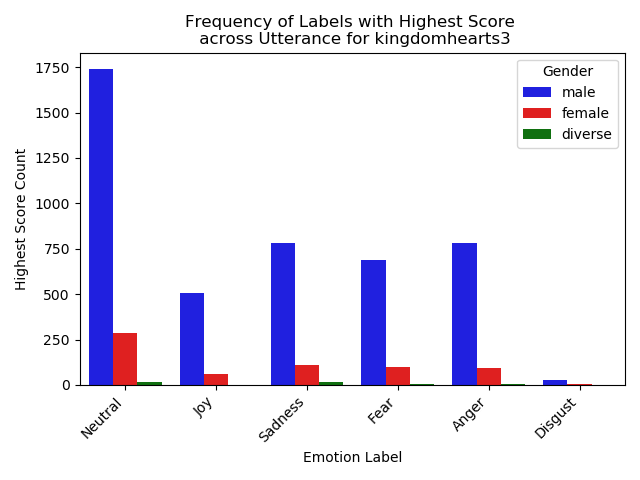 Frequency of Labels with Highest Score
across Utterance for kingdomhearts3
Gender
male
female
diverse
Highest Score Count
1750
1500
1250
1000
750
500
250
0
Neutral
Joy
Sadness
Fear
Anger
Disgust
Emotion Label